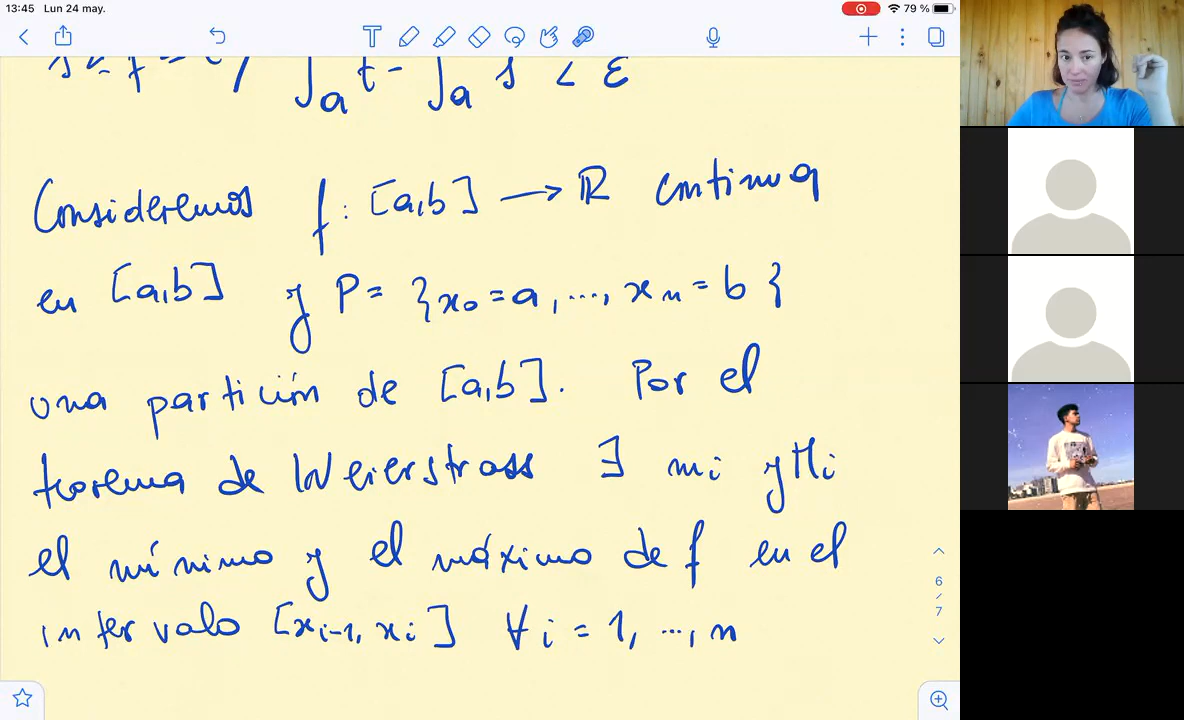 13:45 Lun 24 may.
79 %
s ≤ f ≤ t y ∫a t - ∫a s < ε
Consideremos f: [a,b] → ℝ continua
en [a,b] y P = {x₀ = a, ..., xₙ = b}
una partición de [a,b]. Por el
teorema de Weierstrass ∃ mi y Mi
el mínimo y el máximo de f en el
intervalo [xᵢ₋₁, xᵢ] ∀ i = 1, ..., n
6
/
7